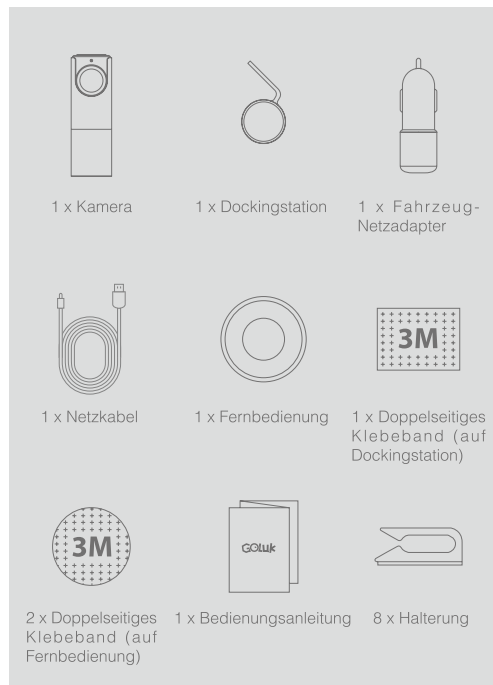 1 x Kamera
1 x Dockingstation
1 x Fahrzeug-
Netzadapter
1 x Netzkabel
1 x Fernbedienung
3M
1 x Doppelseitiges
Klebeband (auf
Dockingstation)
3M
2 x Doppelseitiges
Klebeband (auf
Fernbedienung)
GOLUK
1 x Bedienungsanleitung
8 x Halterung